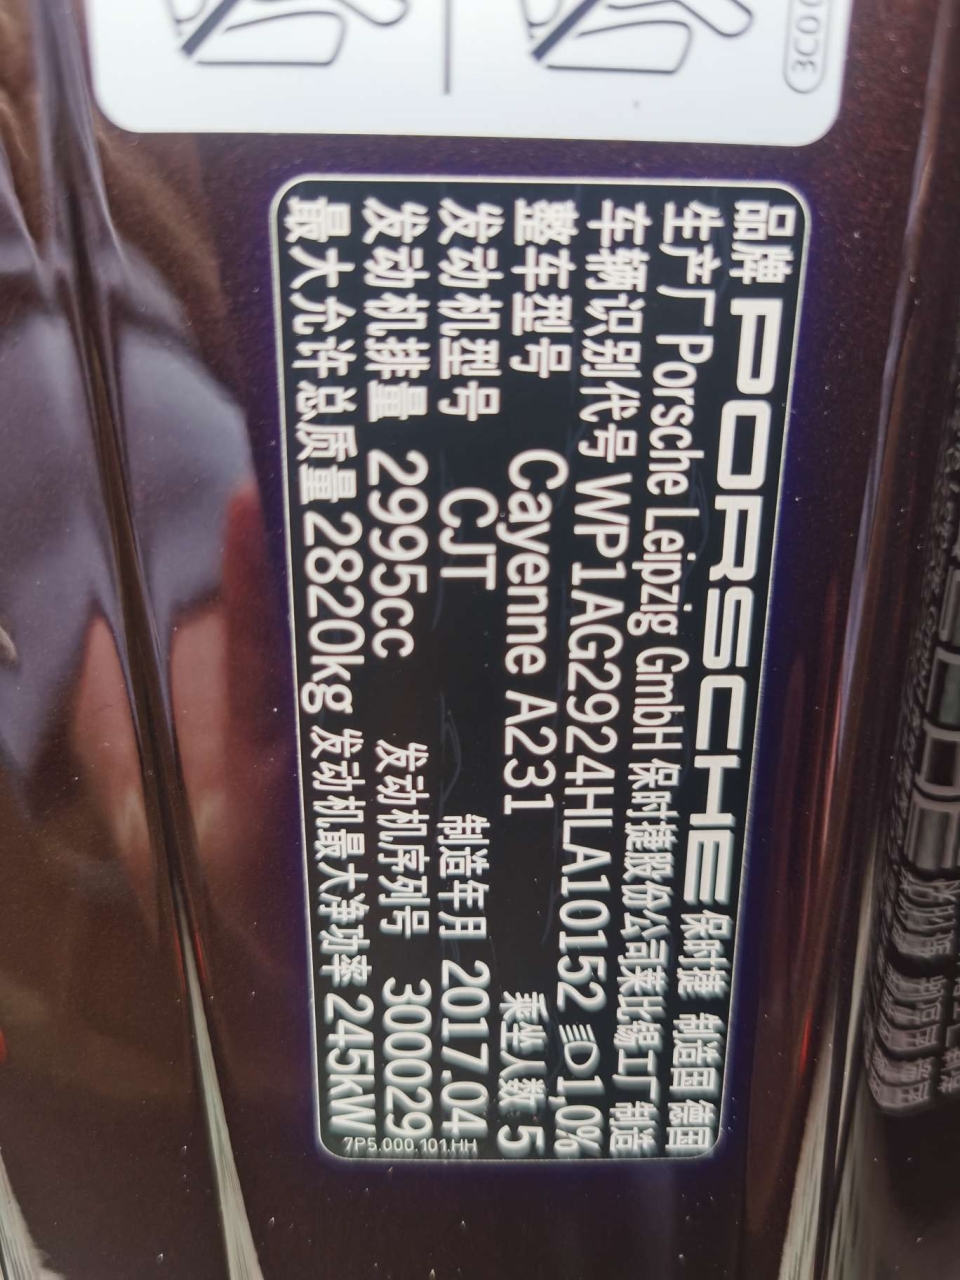 3C0 0
品牌 PORSCHE 保时捷 制造国 德国
生产厂 Porsche Leipzig GmbH 保时捷股份公司莱比锡工厂 制造
车辆识别代号 WP1AG2924HLA10152 1,0%
整车型号 Cayenne A231 乘坐人数 5
发动机型号 CJT 制造年月 2017.04
发动机排量 2995cc 发动机序列号 300029
最大允许总质量 2820kg 发动机最大净功率 245kW
7P5.000.101.HH